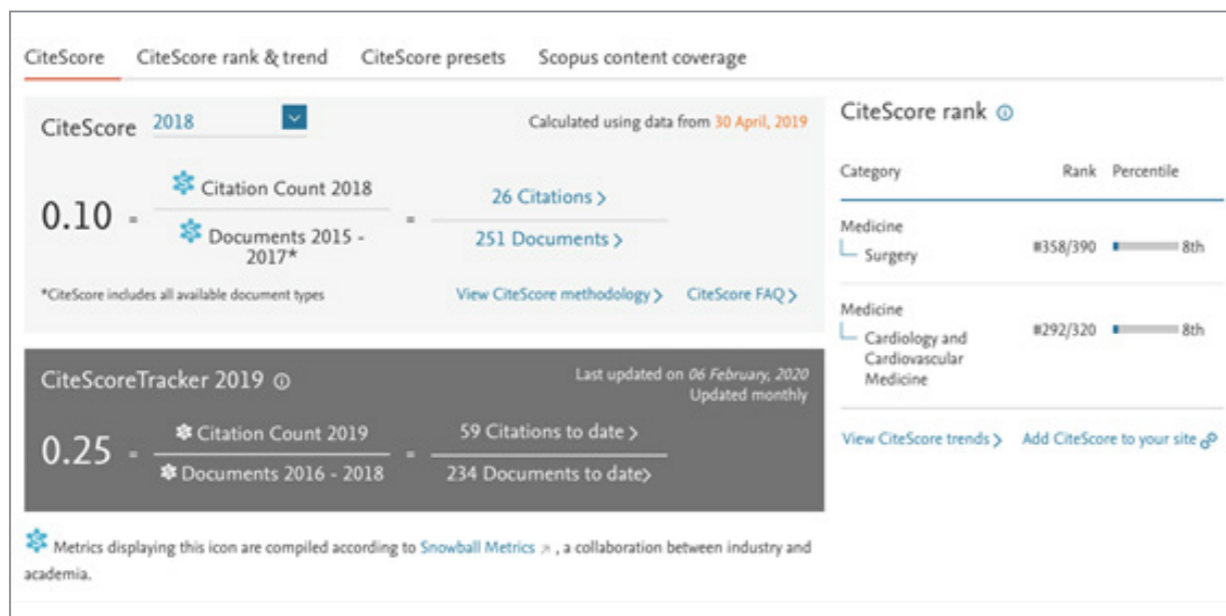 CiteScore CiteScore rank & trend CiteScore presets Scopus content coverage
CiteScore 2018
Calculated using data from 30 April, 2019
0.10 = Citation Count 2018 = 26 Citations >
Documents 2015 -
2017*
251 Documents >
*CiteScore includes all available document types
View CiteScore methodology > CiteScore FAQ >
CiteScoreTracker 2019
Last updated on 06 February, 2020
Updated monthly
0.25 = Citation Count 2019 = 59 Citations to date >
Documents 2016 - 2018 234 Documents to date>
Metrics displaying this icon are compiled according to Snowball Metrics ↗ , a collaboration between industry and
academia.
CiteScore rank
Category Rank Percentile
Medicine
Surgery #358/390 8th
Medicine
Cardiology and
Cardiovascular
Medicine
#292/320 8th
View CiteScore trends > Add CiteScore to your site